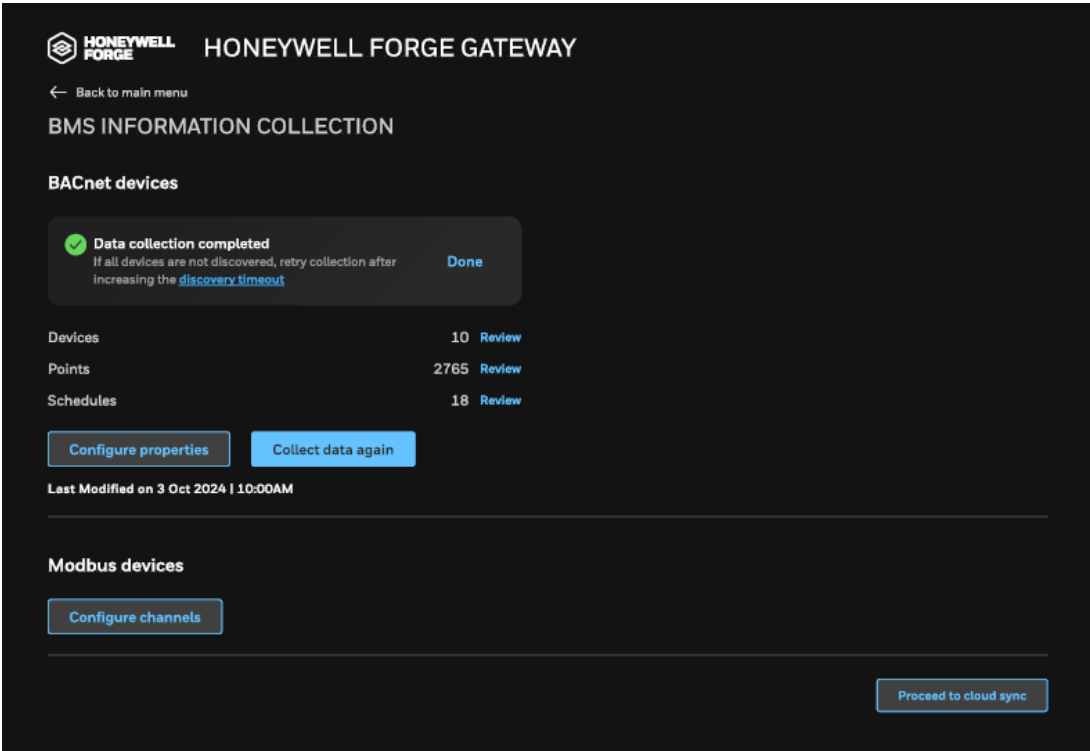 HONEYWELL
FORGE
HONEYWELL FORGE GATEWAY
Back to main menu
BMS INFORMATION COLLECTION
BACnet devices
Data collection completed
If all devices are not discovered, retry collection after
increasing the discovery timeout
Done
Devices 10 Review
Points 2765 Review
Schedules 18 Review
Configure properties Collect data again
Last Modified on 3 Oct 2024 | 10:00AM
Modbus devices
Configure channels
Proceed to cloud sync